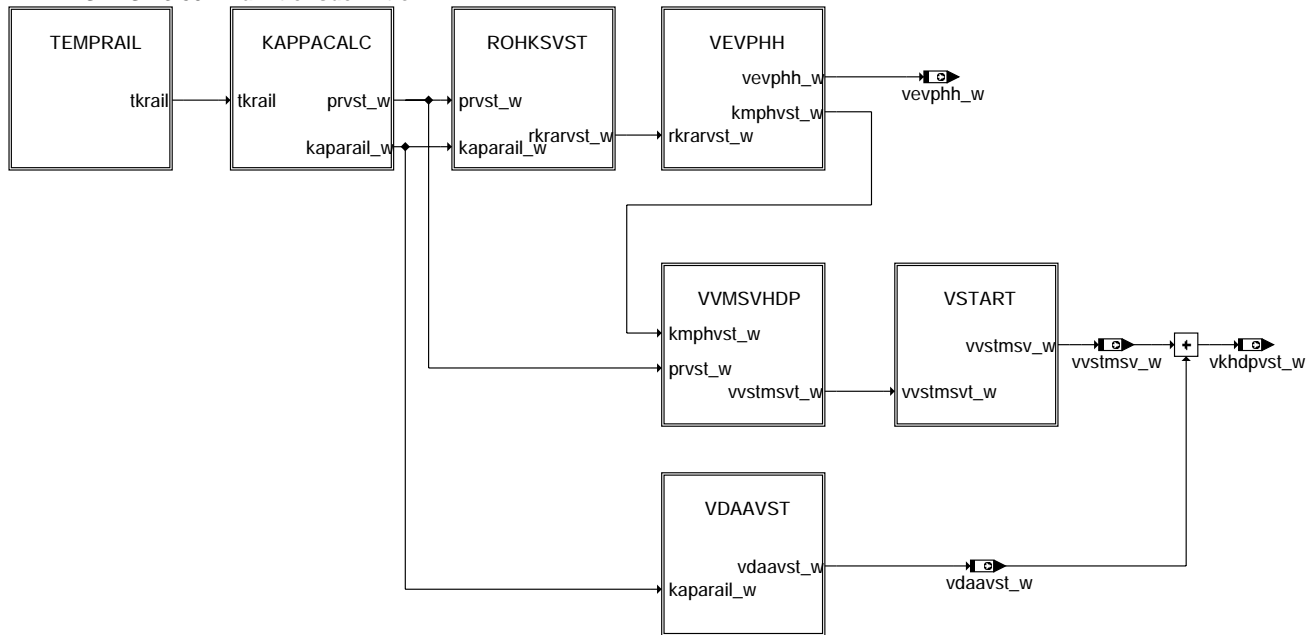 TEMPRAIL
tkrail
KAPPACALC
tkrail
prvst_w
kaparail_w
ROHKSVST
prvst_w
rkrarvst_w
kaparail_w
VEVPHH
vevphh_w
kmphvst_w
rkrarvst_w
vevphh_w
VVMSVHDP
kmphvst_w
prvst_w
vvstmsvt_w
VSTART
vvstmsv_w
vvstmsvt_w
vvstmsv_w
+
vkhdpvst_w
VDAAVST
vdaavst_w
kaparail_w
vdaavst_w